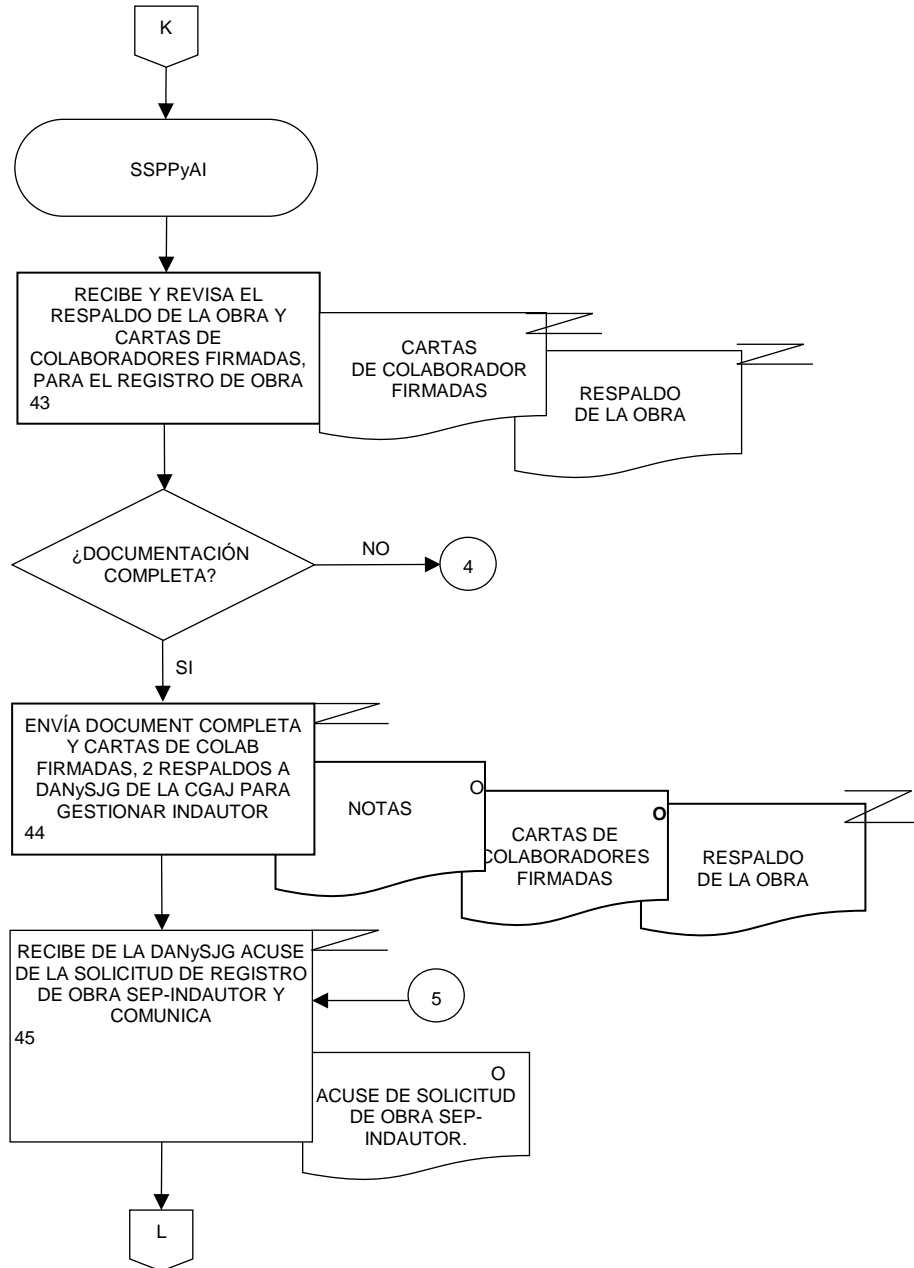 K
SSPPyAI
RECIBE Y REVISA EL
RESPALDO DE LA OBRA Y
CARTAS DE
COLABORADORES FIRMADAS,
PARA EL REGISTRO DE OBRA
43
CARTAS
DE COLABORADOR
FIRMADAS
RESPALDO
DE LA OBRA
¿DOCUMENTACIÓN
COMPLETA?
NO
4
SI
ENVÍA DOCUMENT COMPLETA
Y CARTAS DE COLAB
FIRMADAS, 2 RESPALDOS A
DANySJG DE LA CGAJ PARA
GESTIONAR INDAUTOR
44
O
NOTAS
O
CARTAS DE
COLABORADORES
FIRMADAS
RESPALDO
DE LA OBRA
RECIBE DE LA DANySJG ACUSE
DE LA SOLICITUD DE REGISTRO
DE OBRA SEP-INDAUTOR Y
COMUNICA
45
5
O
ACUSE DE SOLICITUD
DE OBRA SEP-
INDAUTOR.
L